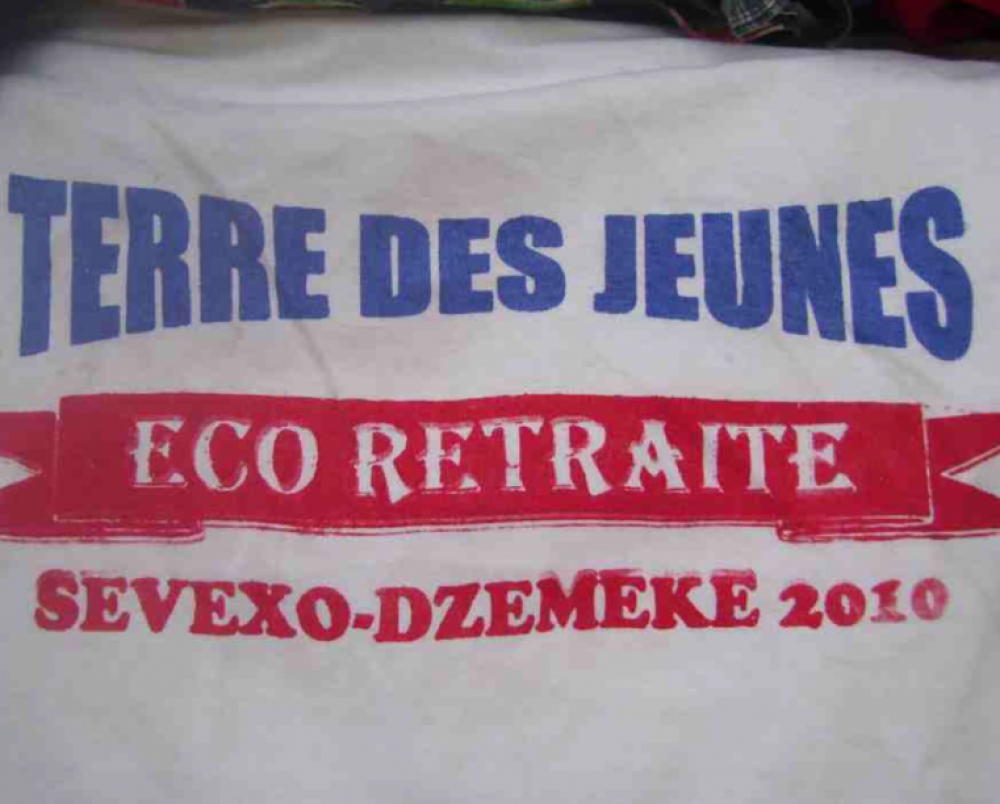 TERRE DES JEUNES
ECO RETRAITE
SEVEXO-DZEMEKE 2010